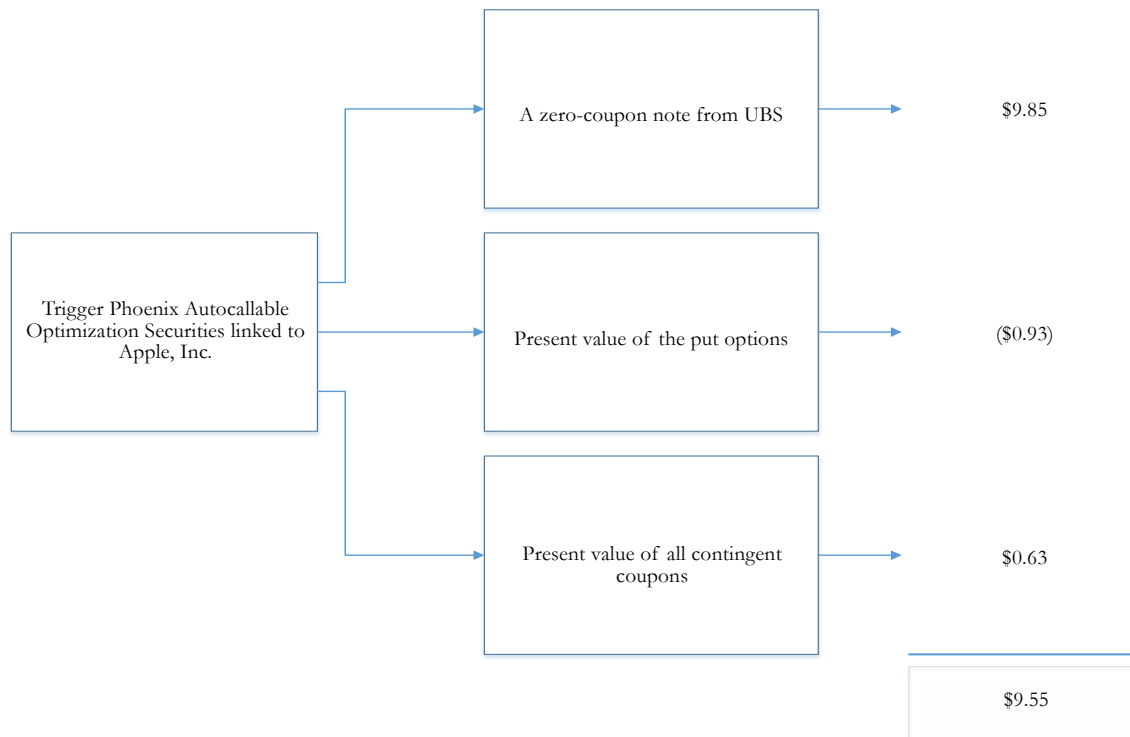 A zero-coupon note from UBS
$9.85
Trigger Phoenix Autocallable
Optimization Securities linked to
Apple, Inc.
Present value of the put options
($0.93)
Present value of all contingent
coupons
$0.63
$9.55